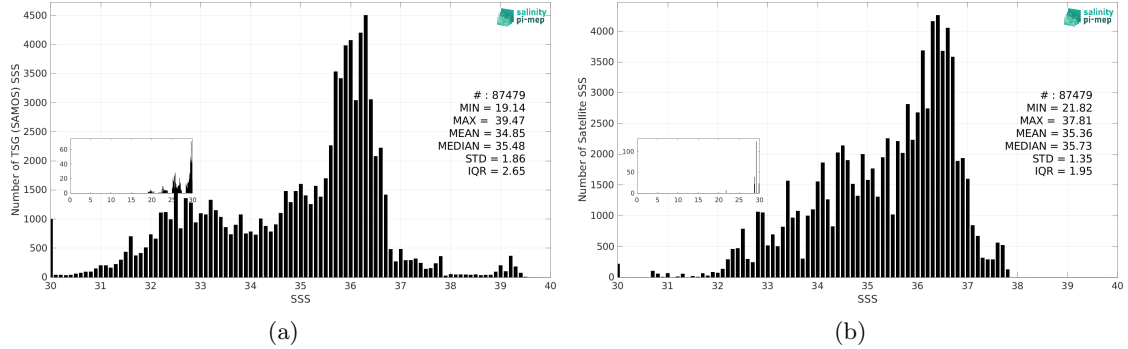 4500
4000
3500
3000
2500
2000
1500
1000
500
0
Number of TSG (SAMOS) SSS
30 31 32 33 34 35 36 37 38 39 40
SSS
salinity
pi-mep
# : 87479
MIN = 19.14
MAX = 39.47
MEAN = 34.85
MEDIAN = 35.48
STD = 1.86
IQR = 2.65
60
40
20
0
0 5 10 15 20 25 30
(a)
4000
3500
3000
2500
2000
1500
1000
500
0
Number of Satellite SSS
30 31 32 33 34 35 36 37 38 39 40
SSS
salinity
pi-mep
# : 87479
MIN = 21.82
MAX = 37.81
MEAN = 35.36
MEDIAN = 35.73
STD = 1.35
IQR = 1.95
100
50
0
0 5 10 15 20 25 30
(b)